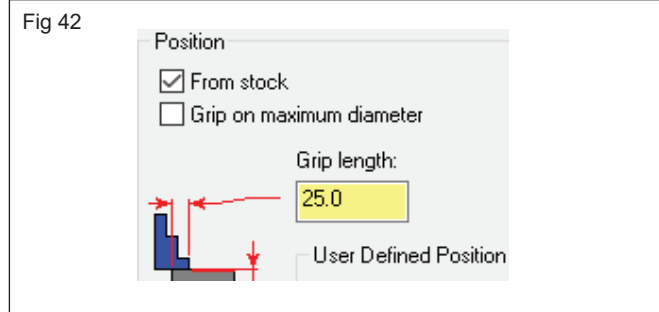 Fig 42
Position
From stock
Grip on maximum diameter
Grip length:
25.0
User Defined Position